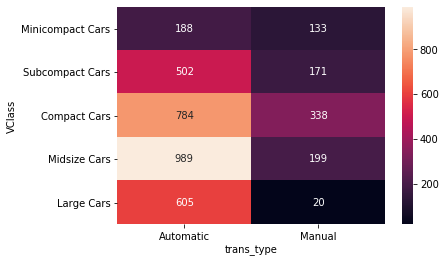 VClass
Minicompact Cars 188 133
Subcompact Cars 502 171
Compact Cars 784 338
Midsize Cars 989 199
Large Cars 605 20
Automatic Manual
trans_type
800
600
400
200